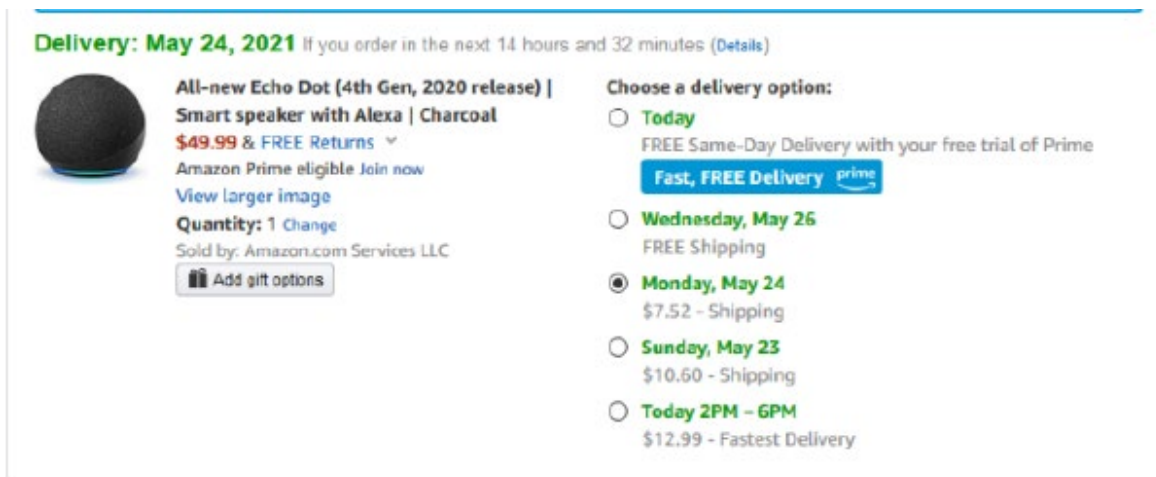 Delivery: May 24, 2021 If you order in the next 14 hours and 32 minutes (Details)
All-new Echo Dot (4th Gen, 2020 release) |
Smart speaker with Alexa | Charcoal
$49.99 & FREE Returns
Amazon Prime eligible Join now
View larger image
Quantity: 1 Change
Sold by: Amazon.com Services LLC
Add gift options
Choose a delivery option:
Today
FREE Same-Day Delivery with your free trial of Prime
Fast, FREE Delivery prime
Wednesday, May 26
FREE Shipping
Monday, May 24
$7.52 - Shipping
Sunday, May 23
$10.60 - Shipping
Today 2PM – 6PM
$12.99 - Fastest Delivery